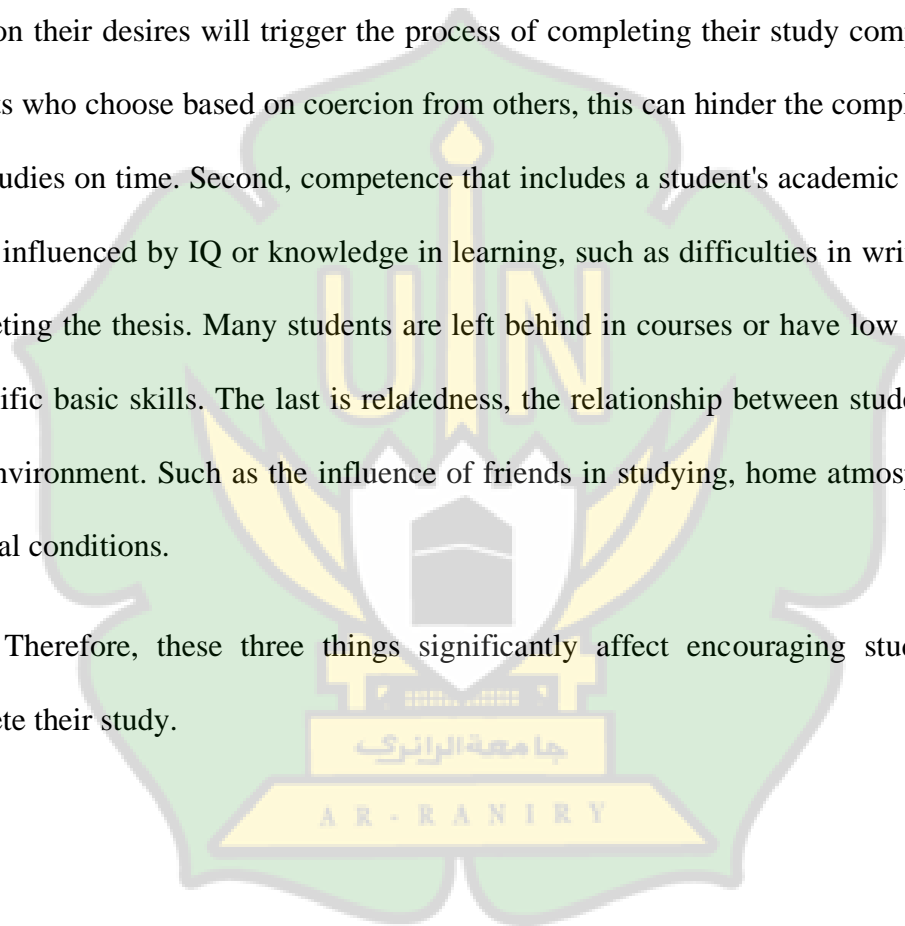 on their desires will trigger the process of completing their study comp
s who choose based on coercion from others, this can hinder the compl
udies on time. Second, competence that includes a student's academic
influenced by IQ or knowledge in learning, such as difficulties in wri
eting the thesis. Many students are left behind in courses or have low
ific basic skills. The last is relatedness, the relationship between stud
nvironment. Such as the influence of friends in studying, home atmosp
al conditions.
Therefore, these three things significantly affect encouraging stu
ete their study.
UIN
جامعة الرانري
AR-RANIRY